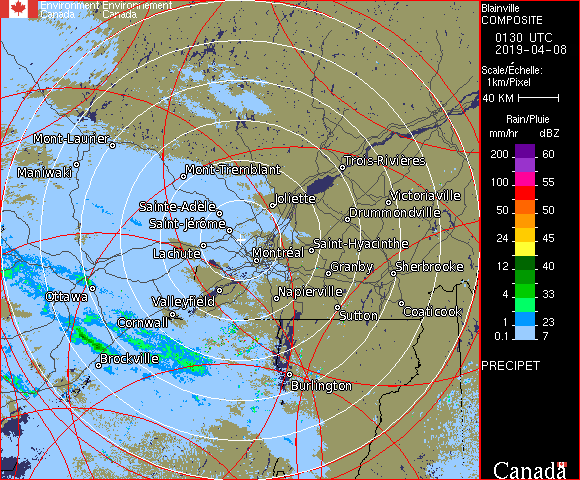 Environment Environnement
Canada Canada
Blainville
COMPOSITE
0130 UTC
2019-04-08
Scale/Échelle:
1km/Pixel
40 KM
Rain/Pluie
mm/hr dBZ
200 60
100 55
50 50
24 45
12 40
4 33
1 23
0.1 7
PRECIPET
Canada
Mont-Laurier
Maniwaki
Mont-Tremblant
Trois-Rivières
Sainte-Adèle
Joliette
Victoriaville
Saint-Jérôme
Drummondville
Lachute
Montréal
Saint-Hyacinthe
Granby
Sherbrooke
Ottawa
Valleyfield
Napierville
Cornwall
Sutton
Coaticook
Brockville
Burlington